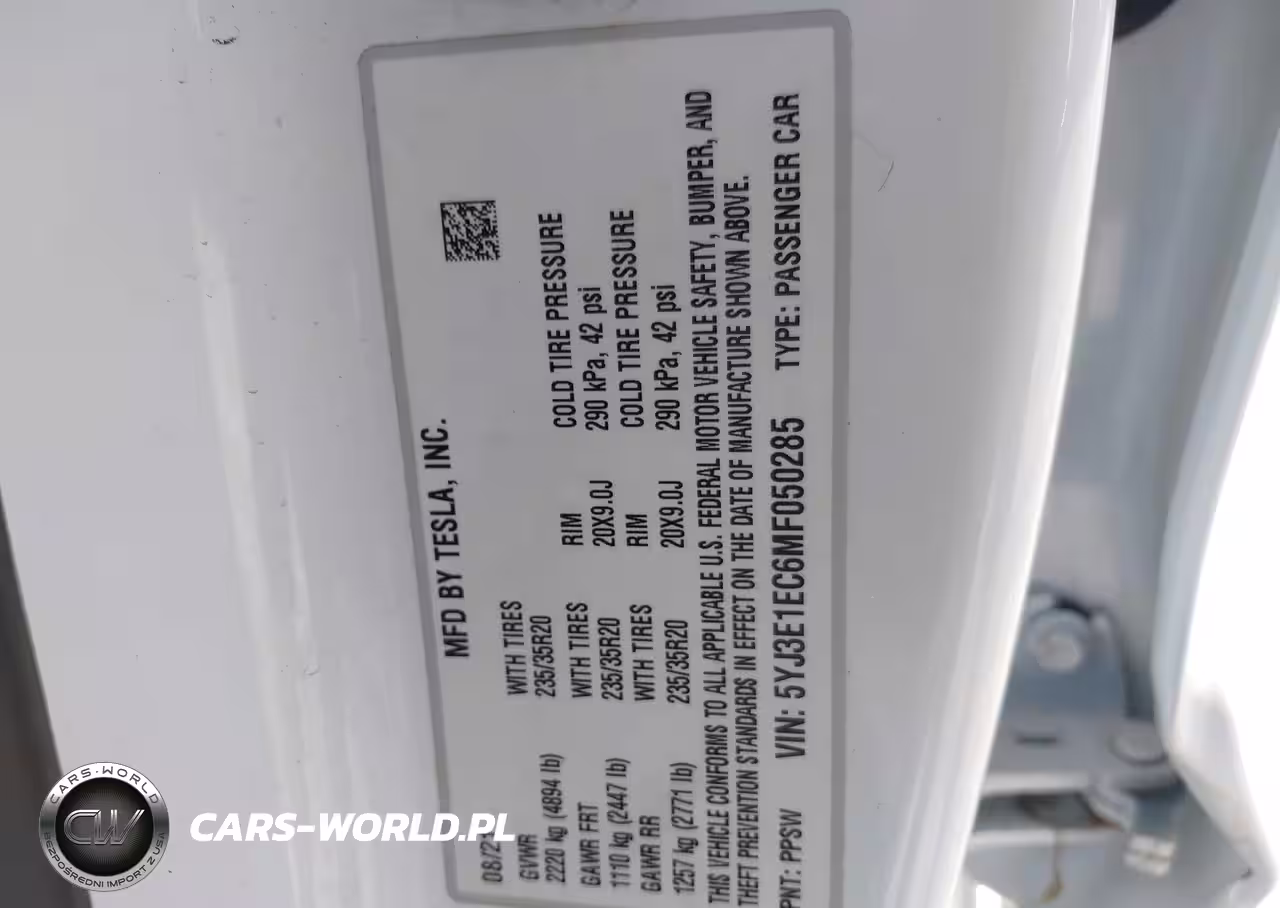 MFD BY TESLA, INC.
GVWR WITH TIRES
2220 kg (4894 lb) 235/35R20
GAWR FRT WITH TIRES RIM COLD TIRE PRESSURE
1110 kg (2447 lb) 235/35R20 20X9.0J 290 kPa, 42 psi
GAWR RR WITH TIRES RIM COLD TIRE PRESSURE
1257 kg (2771 lb) 235/35R20 20X9.0J 290 kPa, 42 psi
THIS VEHICLE CONFORMS TO ALL APPLICABLE U.S. FEDERAL MOTOR VEHICLE SAFETY, BUMPER, AND
THEFT PREVENTION STANDARDS IN EFFECT ON THE DATE OF MANUFACTURE SHOWN ABOVE.
PNT: PPSW VIN: 5YJ3E1EC6MF050285 TYPE: PASSENGER CAR
CARS-WORLD
CW
BEZPOŚREDNI IMPORT Z USA
CARS-WORLD.PL